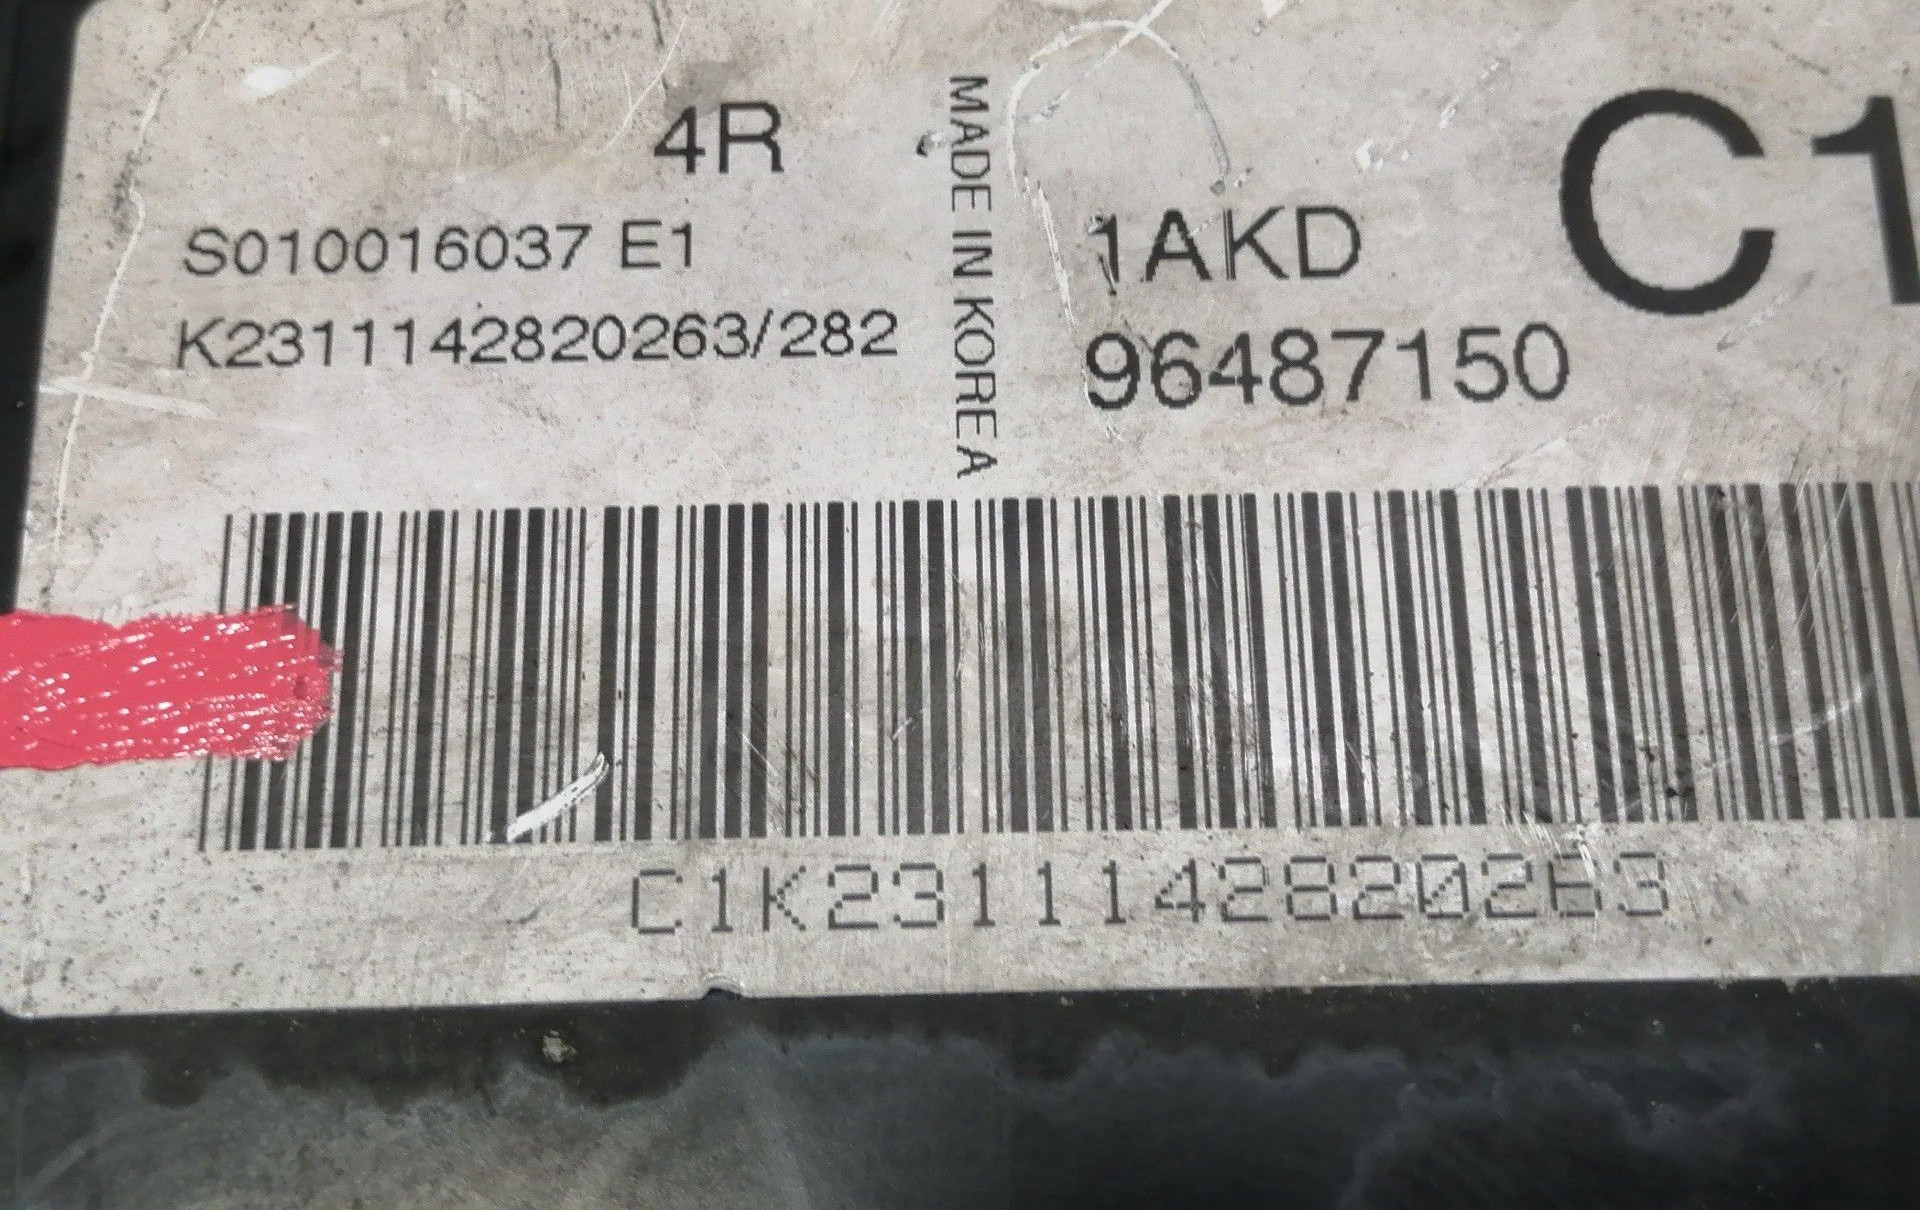 4R
S010016037 E1
K2311142820263/282
MADE IN KOREA
1AKD
96487150
C1
C1K2311142820263